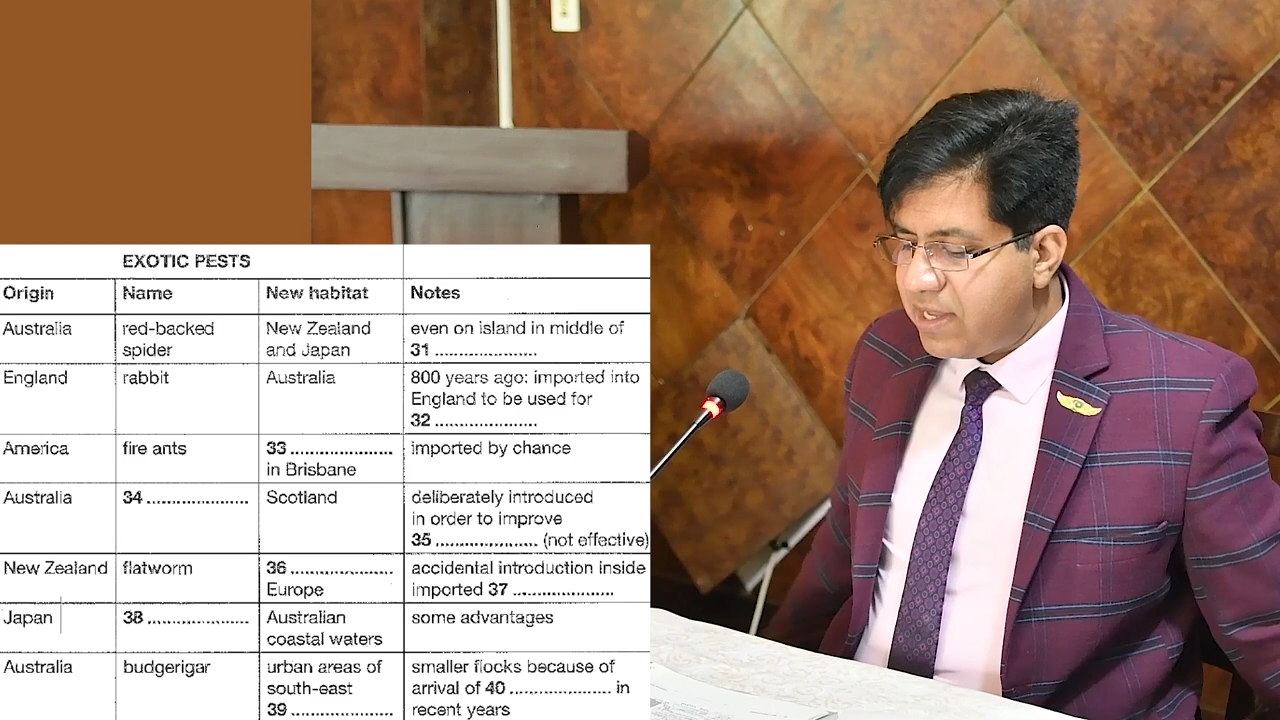 EXOTIC PESTS
Origin Name New habitat Notes
Australia red-backed spider New Zealand and Japan even on island in middle of 31 .....................
England rabbit Australia 800 years ago: imported into England to be used for 32 .....................
America fire ants 33 ..................... in Brisbane imported by chance
Australia 34 ..................... Scotland deliberately introduced in order to improve 35 ..................... (not effective)
New Zealand flatworm 36 ..................... Europe accidental introduction inside imported 37 .....................
Japan 38 ..................... Australian coastal waters some advantages
Australia budgerigar urban areas of south-east 39 ..................... smaller flocks because of arrival of 40 ..................... in recent years